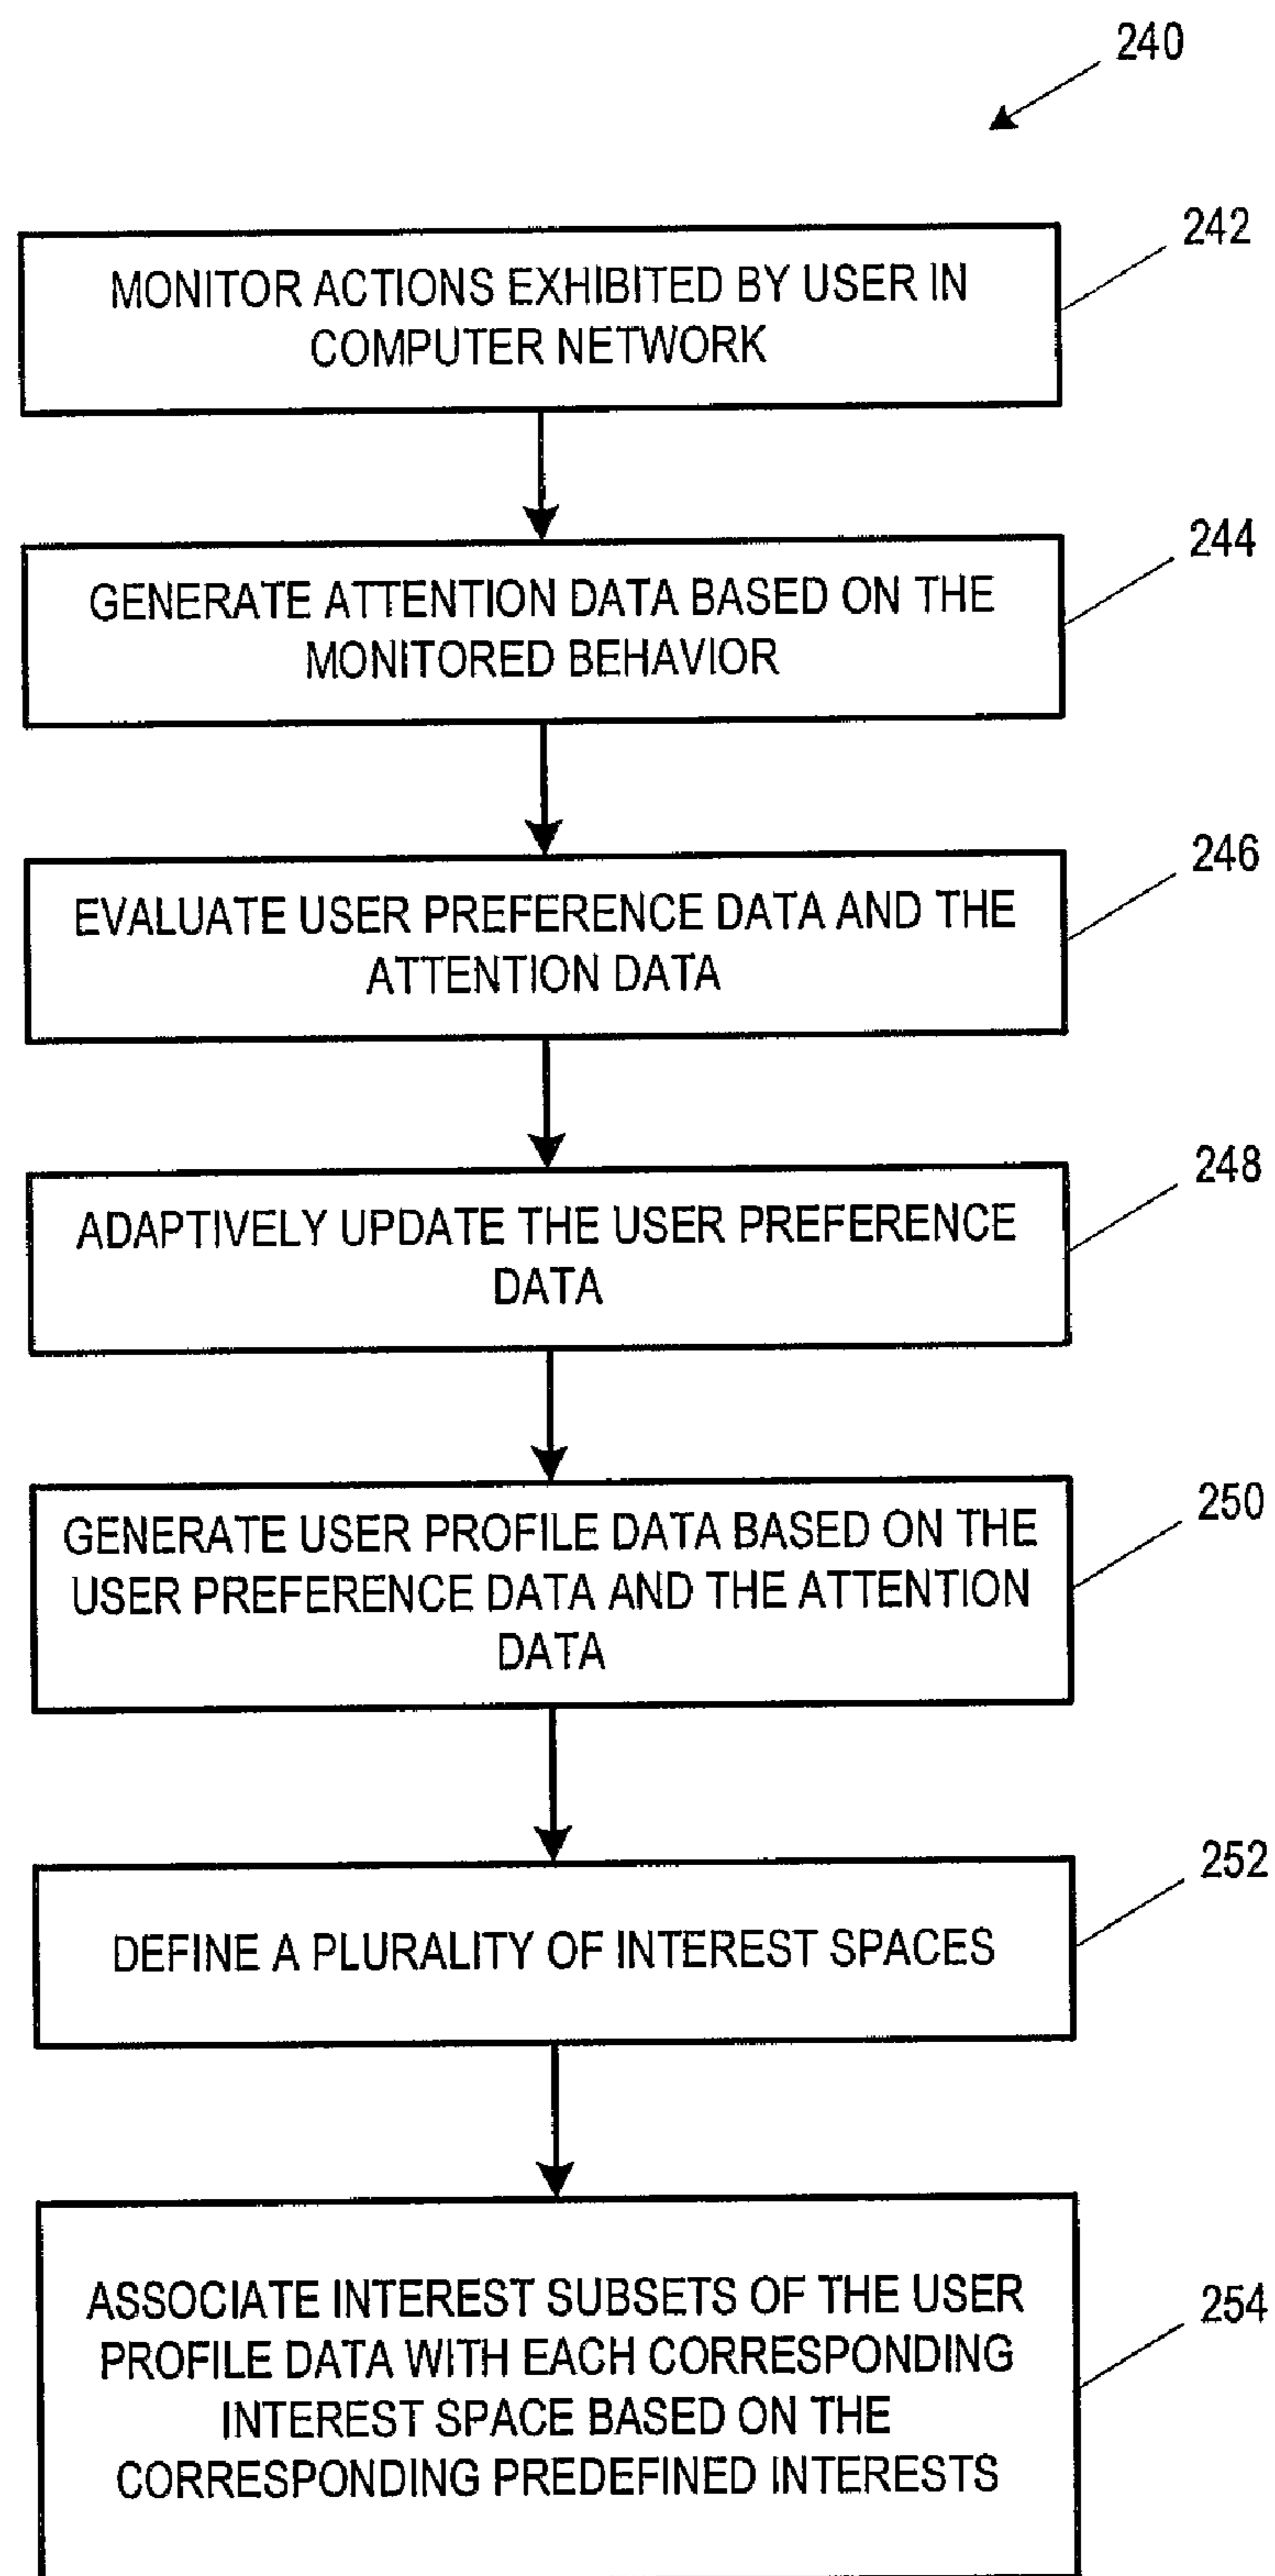 240
242
MONITOR ACTIONS EXHIBITED BY USER IN
COMPUTER NETWORK
244
GENERATE ATTENTION DATA BASED ON THE
MONITORED BEHAVIOR
246
EVALUATE USER PREFERENCE DATA AND THE
ATTENTION DATA
248
ADAPTIVELY UPDATE THE USER PREFERENCE
DATA
250
GENERATE USER PROFILE DATA BASED ON THE
USER PREFERENCE DATA AND THE ATTENTION
DATA
252
DEFINE A PLURALITY OF INTEREST SPACES
254
ASSOCIATE INTEREST SUBSETS OF THE USER
PROFILE DATA WITH EACH CORRESPONDING
INTEREST SPACE BASED ON THE
CORRESPONDING PREDEFINED INTERESTS